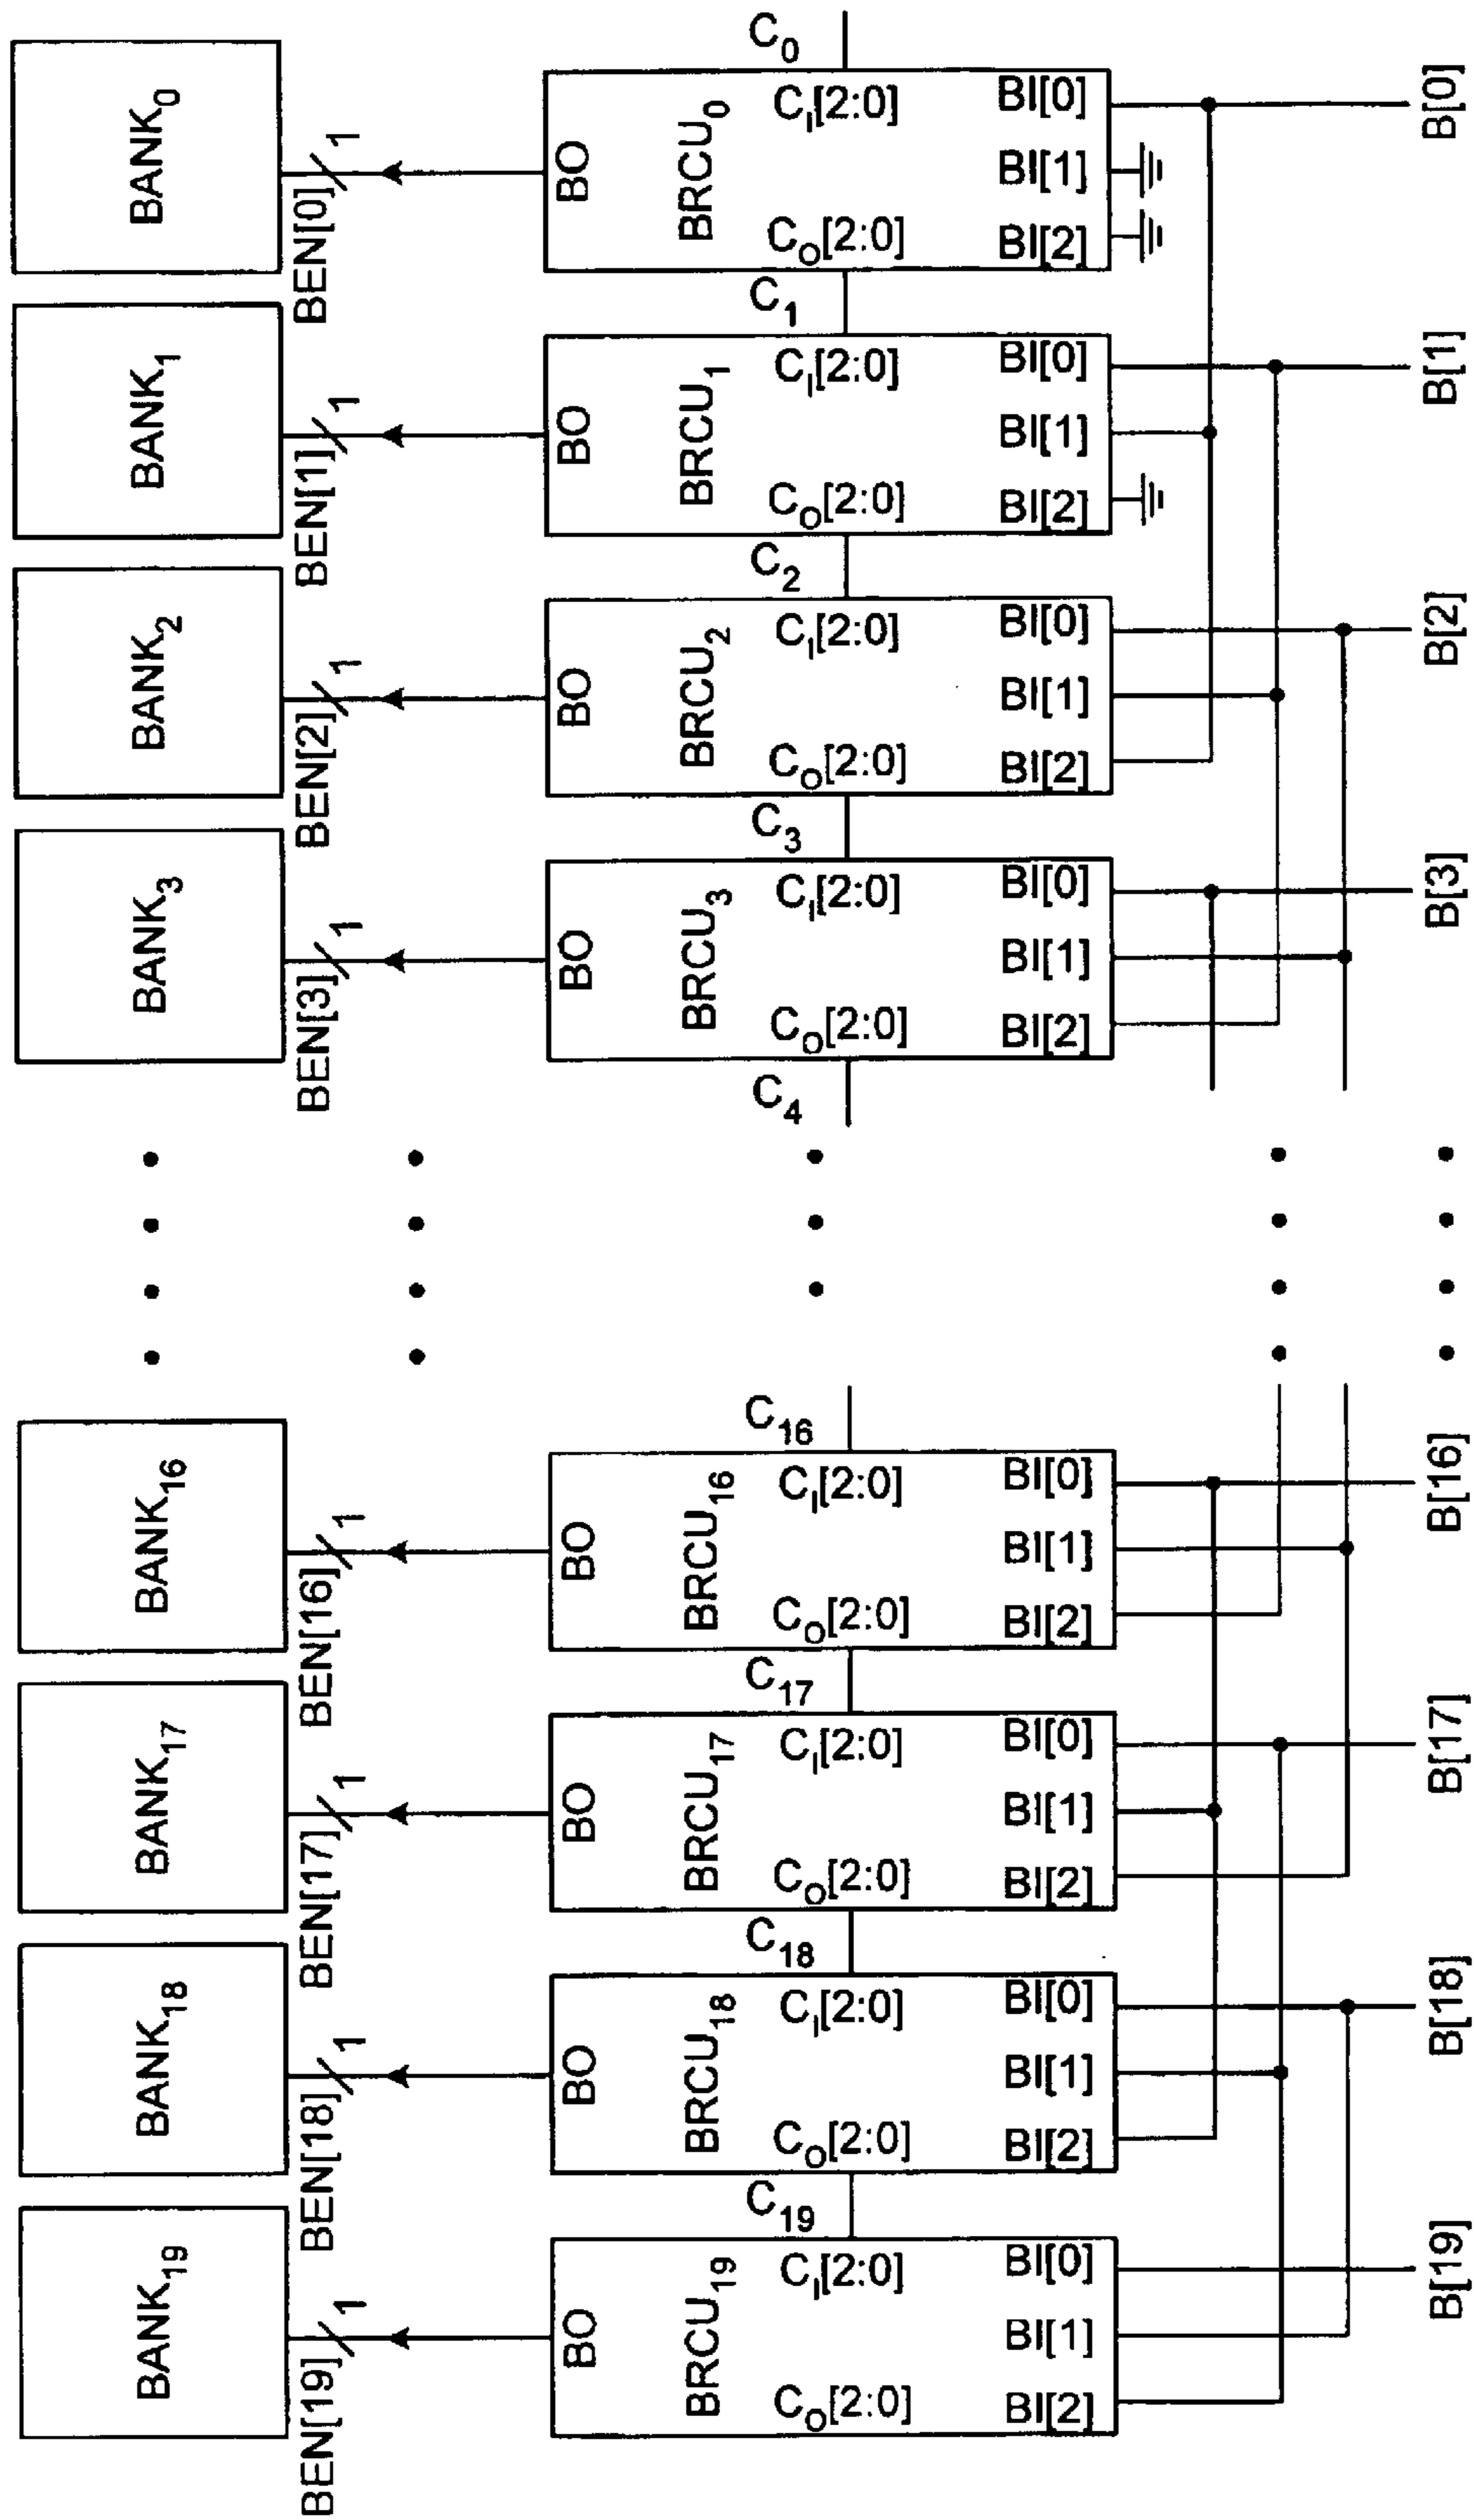 BANK0
BEN[0]
1
BO
BRCU0
C0
CI[2:0]
CO[2:0]
BI[0]
BI[1]
BI[2]
B[0]
BANK1
BEN[1]
1
BO
BRCU1
C1
CI[2:0]
CO[2:0]
BI[0]
BI[1]
BI[2]
B[1]
BANK2
BEN[2]
1
BO
BRCU2
C2
CI[2:0]
CO[2:0]
BI[0]
BI[1]
BI[2]
B[2]
BANK3
BEN[3]
1
BO
BRCU3
C3
CI[2:0]
CO[2:0]
BI[0]
BI[1]
BI[2]
B[3]
C4
BANK16
BEN[16]
1
BO
BRCU16
C16
CI[2:0]
CO[2:0]
BI[0]
BI[1]
BI[2]
B[16]
BANK17
BEN[17]
1
BO
BRCU17
C17
CI[2:0]
CO[2:0]
BI[0]
BI[1]
BI[2]
B[17]
BANK18
BEN[18]
1
BO
BRCU18
C18
CI[2:0]
CO[2:0]
BI[0]
BI[1]
BI[2]
B[18]
BANK19
BEN[19]
1
BO
BRCU19
C19
CI[2:0]
CO[2:0]
BI[0]
BI[1]
BI[2]
B[19]